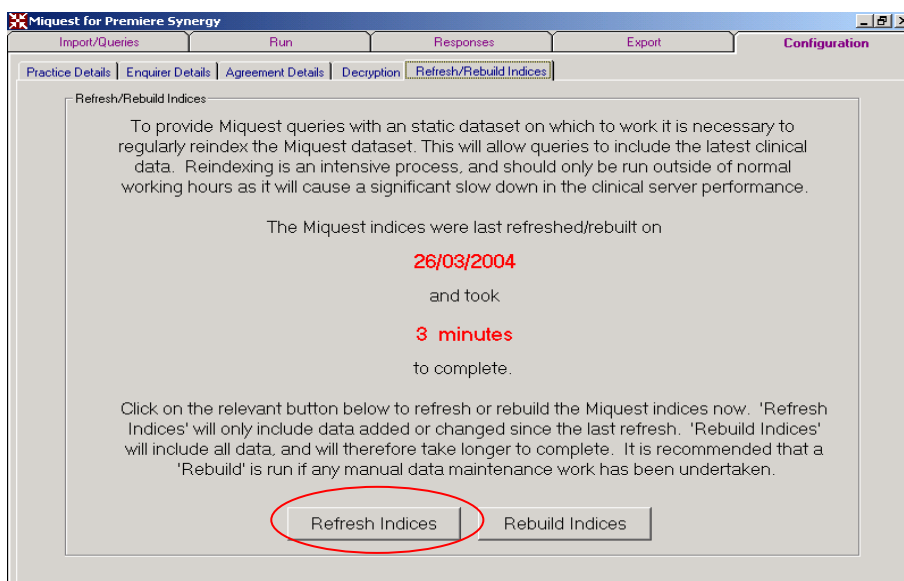 Miquest for Premiere Synergy
Import/Queries Run Responses Export Configuration
Practice Details Enquirer Details Agreement Details Decryption Refresh/Rebuild Indices
Refresh/Rebuild Indices
To provide Miquest queries with an static dataset on which to work it is necessary to
regularly reindex the Miquest dataset. This will allow queries to include the latest clinical
data. Reindexing is an intensive process, and should only be run outside of normal
working hours as it will cause a significant slow down in the clinical server performance.
The Miquest indices were last refreshed/rebuilt on
26/03/2004
and took
3 minutes
to complete.
Click on the relevant button below to refresh or rebuild the Miquest indices now. 'Refresh
Indices' will only include data added or changed since the last refresh. 'Rebuild Indices'
will include all data, and will therefore take longer to complete. It is recommended that a
'Rebuild' is run if any manual data maintenance work has been undertaken.
Refresh Indices Rebuild Indices